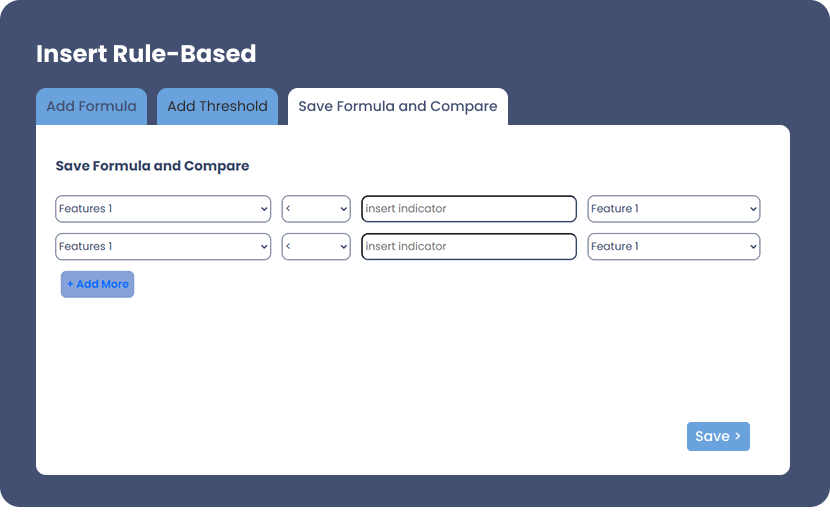 Insert Rule-Based
Add Formula Add Threshold Save Formula and Compare
Save Formula and Compare
Features 1 < insert indicator Feature 1
Features 1 < insert indicator Feature 1
+ Add More
Save >